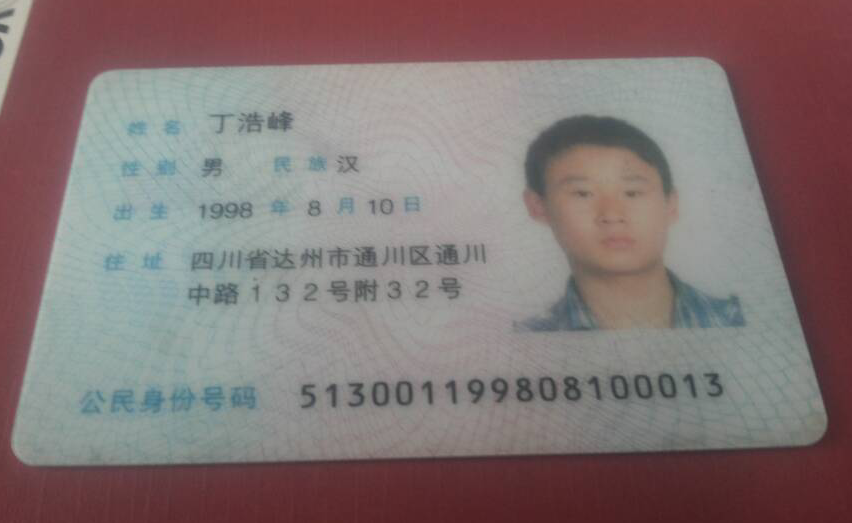 姓名 丁浩峰
性别 男 民族 汉
出生 1998 年 8 月 10 日
住址 四川省达州市通川区通川
中路132号附32号
公民身份号码 513001199808100013